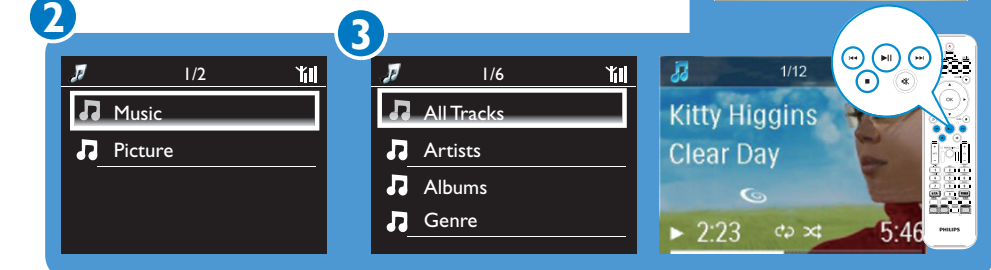 2
3
1/2
Music
Picture
1/6
All Tracks
Artists
Albums
Genre
1/12
Kitty Higgins
Clear Day
2:23
5:46
OK
PHILIPS